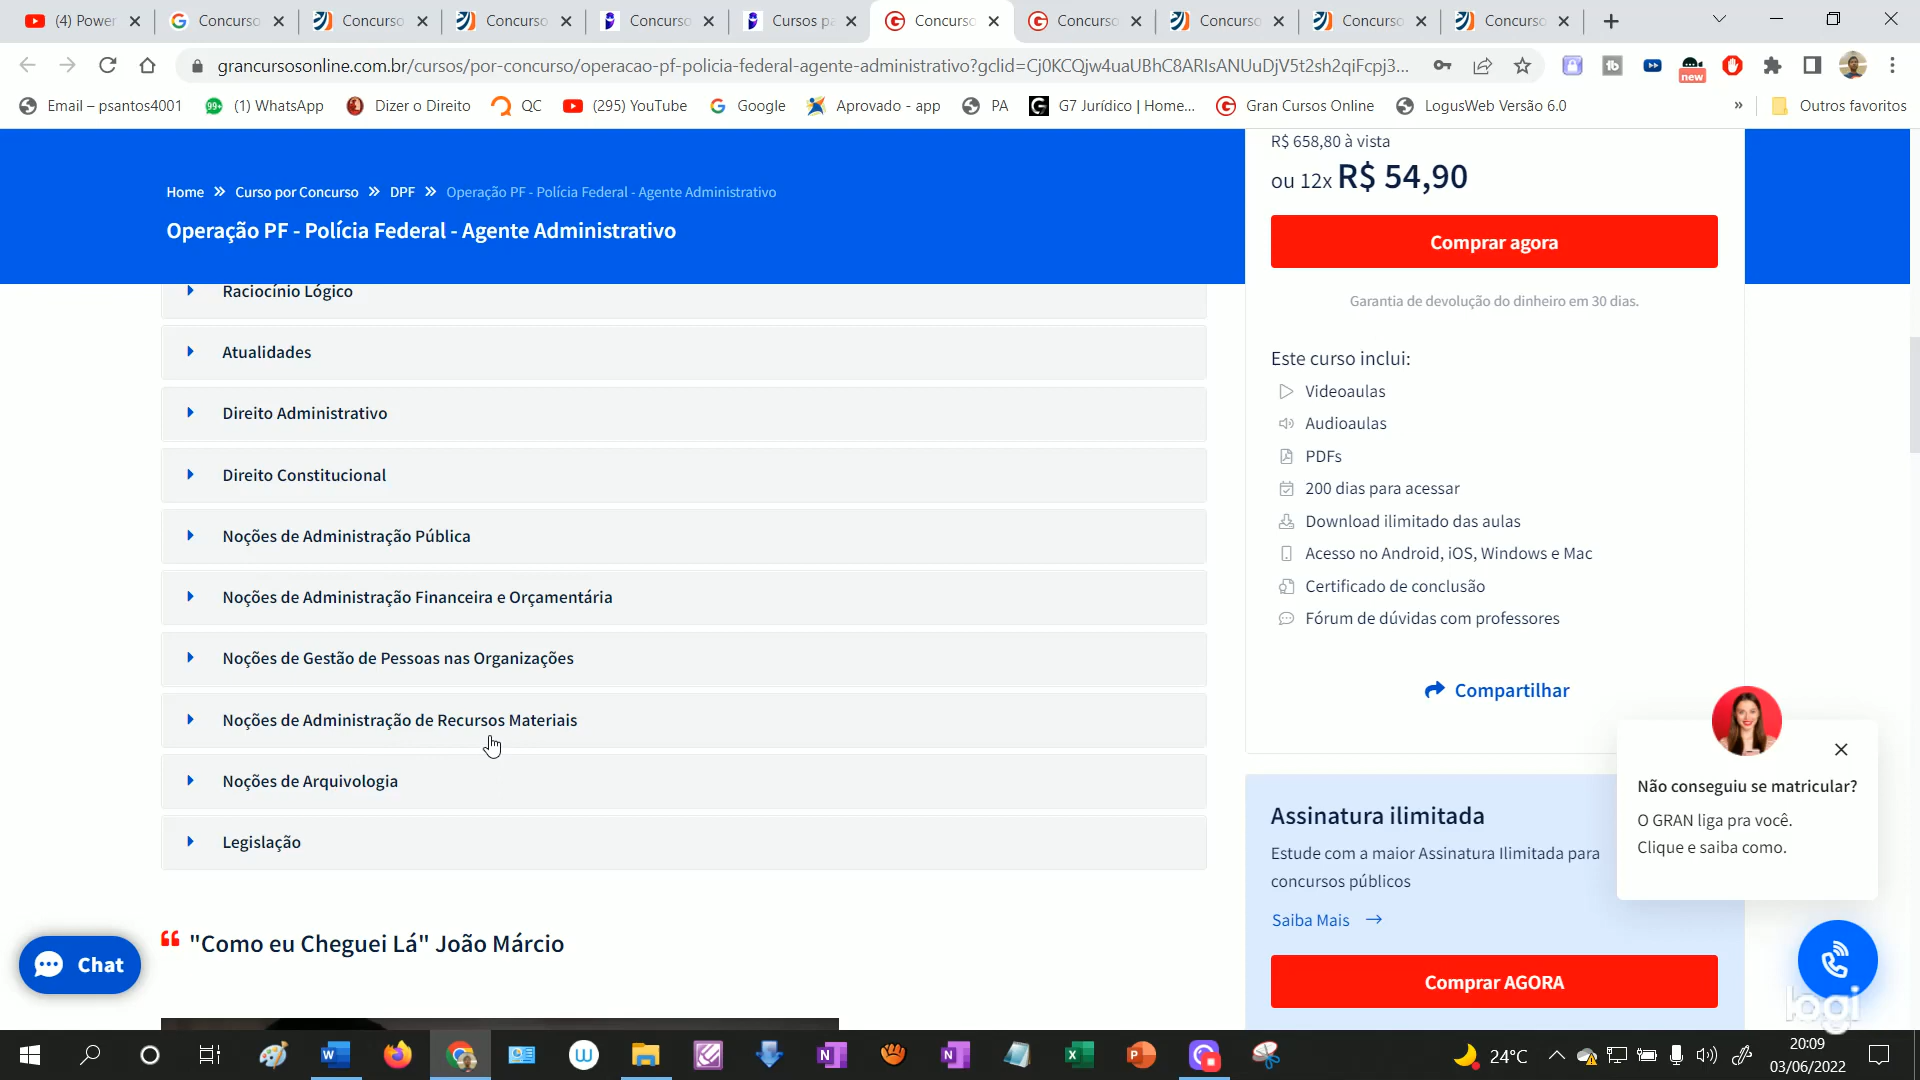 (4) Power
Concurso
Concurso
Concurso
Concurso
Cursos pa
Concurso
Concurso
Concurso
Concurso
Concurso
grancursosonline.com.br/cursos/por-concurso/operacao-pf-policia-federal-agente-administrativo?gclid=Cj0KCQjw4uaUBhC8ARIsANUuDjV5t2sh2qiFcpj3...
new
Email – psantos4001
(1) WhatsApp
Dizer o Direito
QC
(295) YouTube
Google
Aprovado - app
PA
G7 Jurídico | Home...
Gran Cursos Online
LogusWeb Versão 6.0
»
Outros favoritos
Home » Curso por Concurso » DPF » Operação PF - Polícia Federal - Agente Administrativo
Operação PF - Polícia Federal - Agente Administrativo
Raciocínio Lógico
Atualidades
Direito Administrativo
Direito Constitucional
Noções de Administração Pública
Noções de Administração Financeira e Orçamentária
Noções de Gestão de Pessoas nas Organizações
Noções de Administração de Recursos Materiais
Noções de Arquivologia
Legislação
"Como eu Cheguei Lá" João Márcio
Chat
R$ 658,80 à vista
ou 12x R$ 54,90
Comprar agora
Garantia de devolução do dinheiro em 30 dias.
Este curso inclui:
Videoaulas
Audioaulas
PDFs
200 dias para acessar
Download ilimitado das aulas
Acesso no Android, iOS, Windows e Mac
Certificado de conclusão
Fórum de dúvidas com professores
Compartilhar
Assinatura ilimitada
Estude com a maior Assinatura Ilimitada para
concursos públicos
Saiba Mais
Comprar AGORA
Não conseguiu se matricular?
O GRAN liga pra você.
Clique e saiba como.
logi
24°C
20:09
03/06/2022